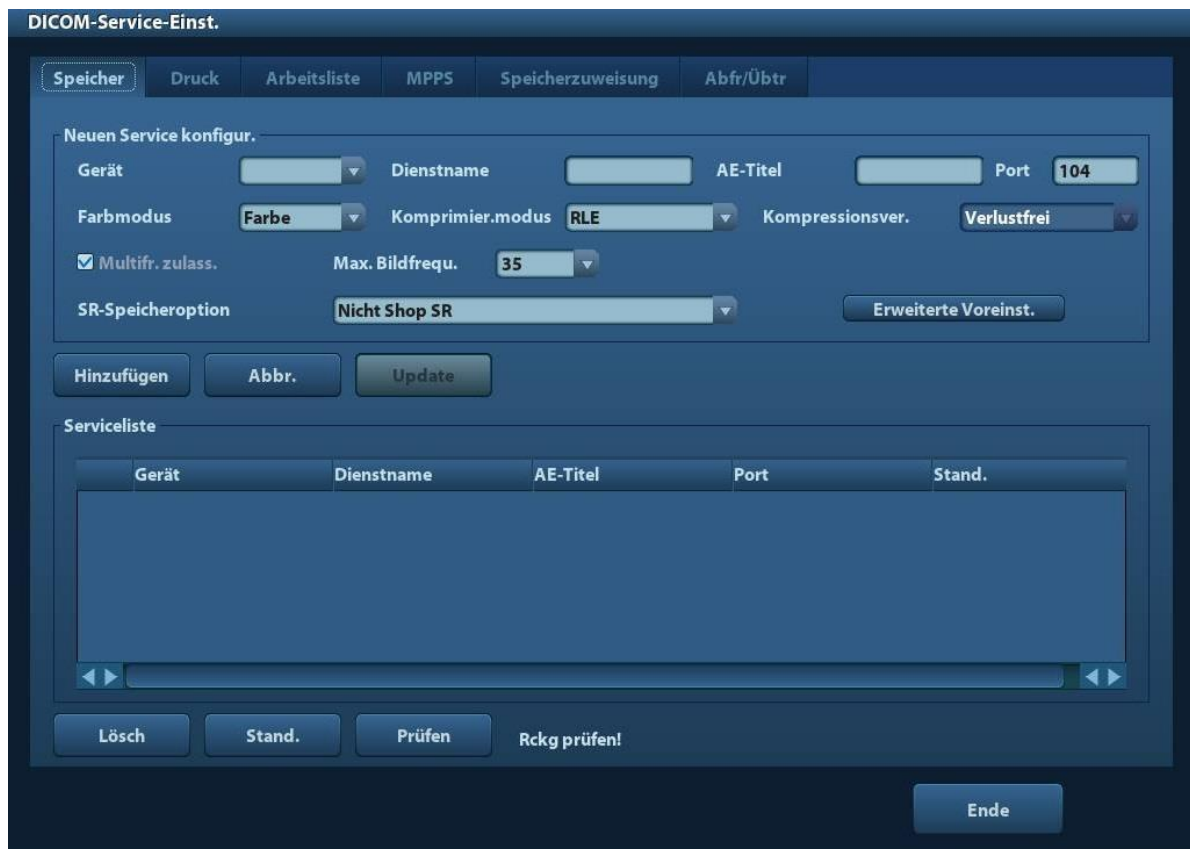 DICOM-Service-Einst.
Speicher Druck Arbeitsliste MPPS Speicherzuweisung Abfr/Übtr
Neuen Service konfigur.
Gerät Dienstname AE-Titel Port 104
Farbmodus Farbe Komprimier.modus RLE Kompressionsver. Verlustfrei
Multifr. zulass. Max. Bildfrequ. 35
SR-Speicheroption Nicht Shop SR Erweiterte Voreinst.
Hinzufügen Abbr. Update
Serviceliste
Gerät Dienstname AE-Titel Port Stand.
Lösch Stand. Prüfen Rckg prüfen!
Ende